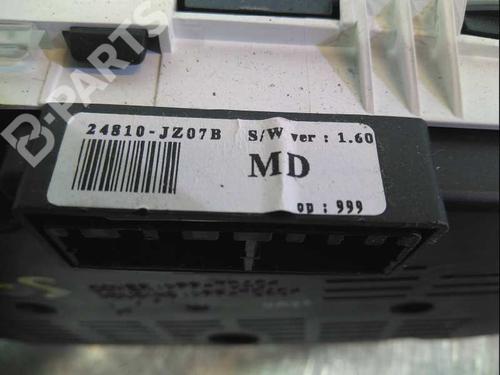 B-PARTS
24810-JZ07B S/W ver : 1.60
MD
op : 999